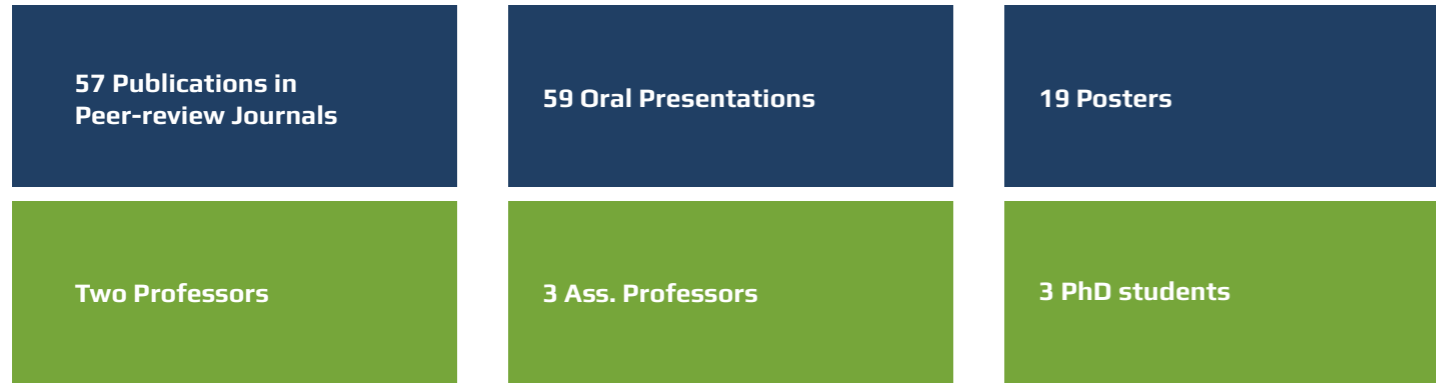 57 Publications in
Peer-review Journals
59 Oral Presentations
19 Posters
Two Professors
3 Ass. Professors
3 PhD students